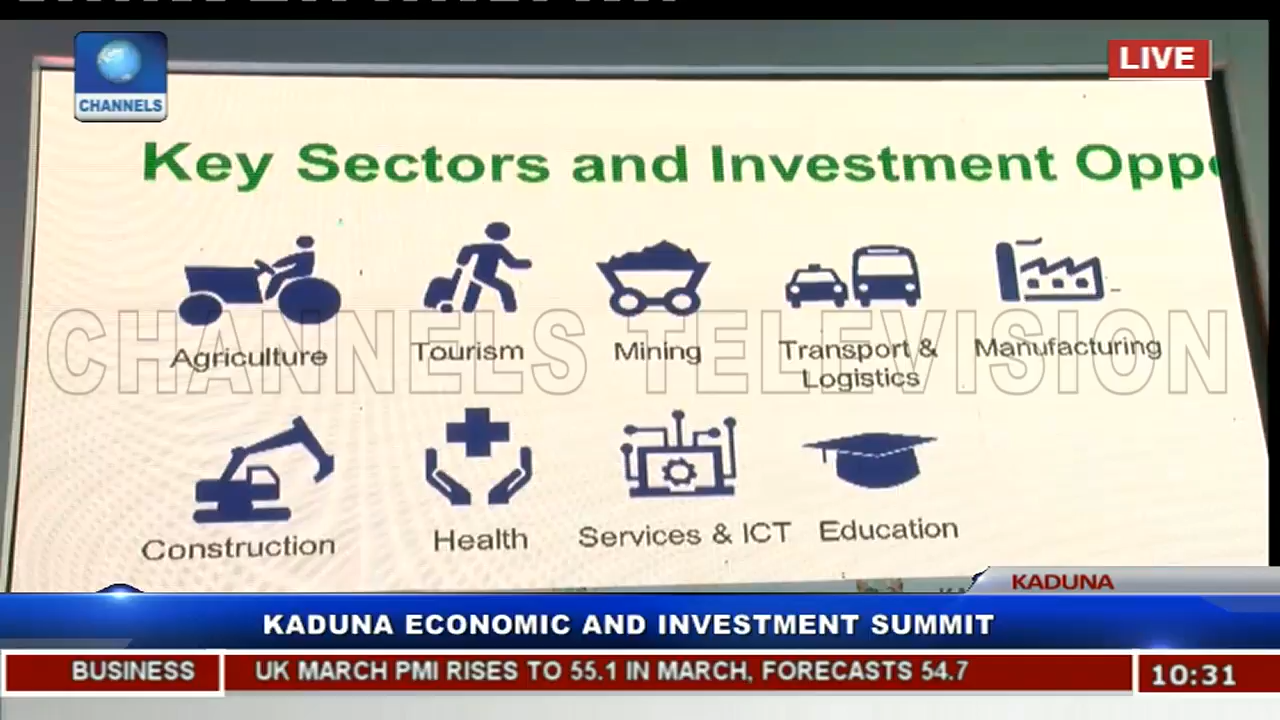 CHANNELS
LIVE
Key Sectors and Investment
Agriculture
Tourism
Mining
Transport &
Logistics
Manufacturing
CHANNELS TELEVISION
Construction
Health
Services & ICT
Education
KADUNA
KADUNA ECONOMIC AND INVESTMENT SUMMIT
BUSINESS
UK MARCH PMI RISES TO 55.1 IN MARCH, FORECASTS 54.7
10:31